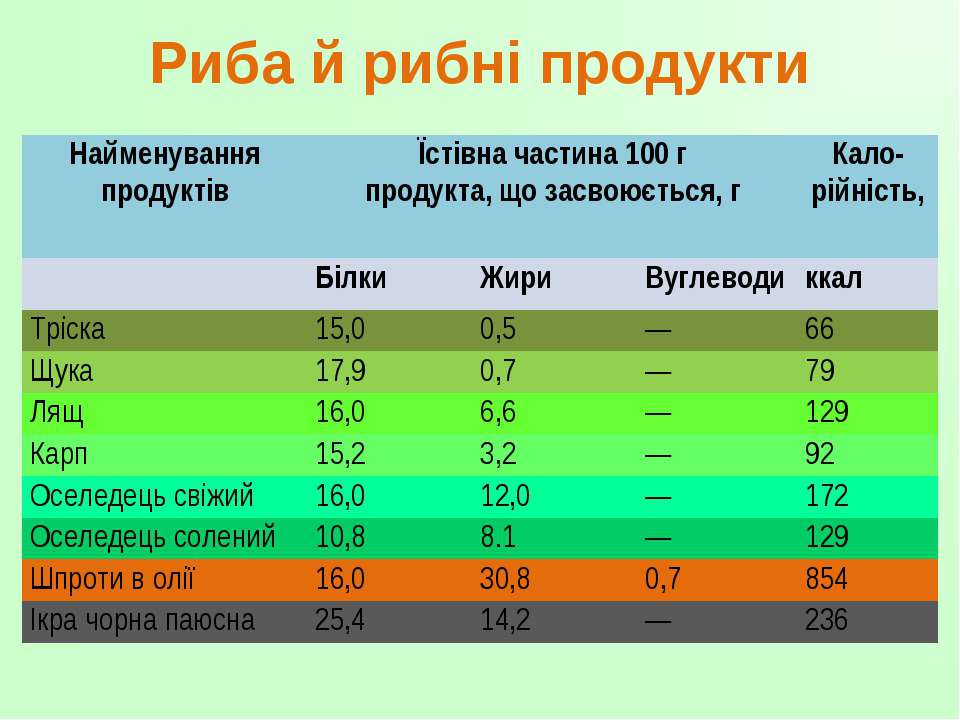 Риба й рибні продукти
Найменування продуктів Їстівна частина 100 г продукта, що засвоюється, г Кало-рійність,
Білки Жири Вуглеводи ккал
Тріска 15,0 0,5 — 66
Щука 17,9 0,7 — 79
Лящ 16,0 6,6 — 129
Карп 15,2 3,2 — 92
Оселедець свіжий 16,0 12,0 — 172
Оселедець солений 10,8 8.1 — 129
Шпроти в олії 16,0 30,8 0,7 854
Ікра чорна паюсна 25,4 14,2 — 236